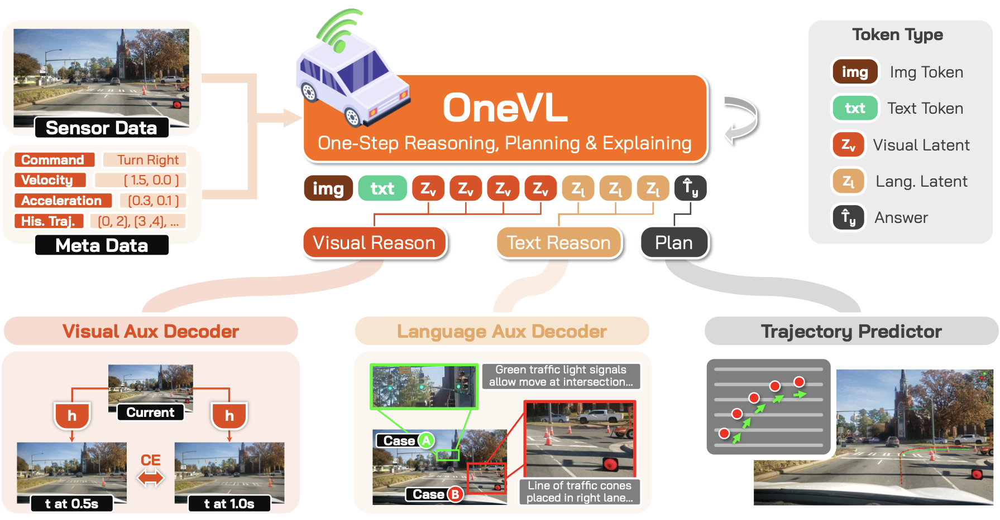 Sensor Data
Command Turn Right
Velocity ( 1.5, 0.0 )
Acceleration (0.3, 0.1 )
His. Traj. (0, 2), (3 ,4), ...
Meta Data
OneVL
One-Step Reasoning, Planning & Explaining
img txt Zv Zv Zv Zv Zl Zl Zl T̂y
Visual Reason Text Reason Plan
Token Type
img Img Token
txt Text Token
Zv Visual Latent
Zl Lang. Latent
T̂y Answer
Visual Aux Decoder
h Current h
CE
t at 0.5s t at 1.0s
Language Aux Decoder
Green traffic light signals
allow move at intersection...
Case A
Case B
Line of traffic cones
placed in right lane...
Trajectory Predictor